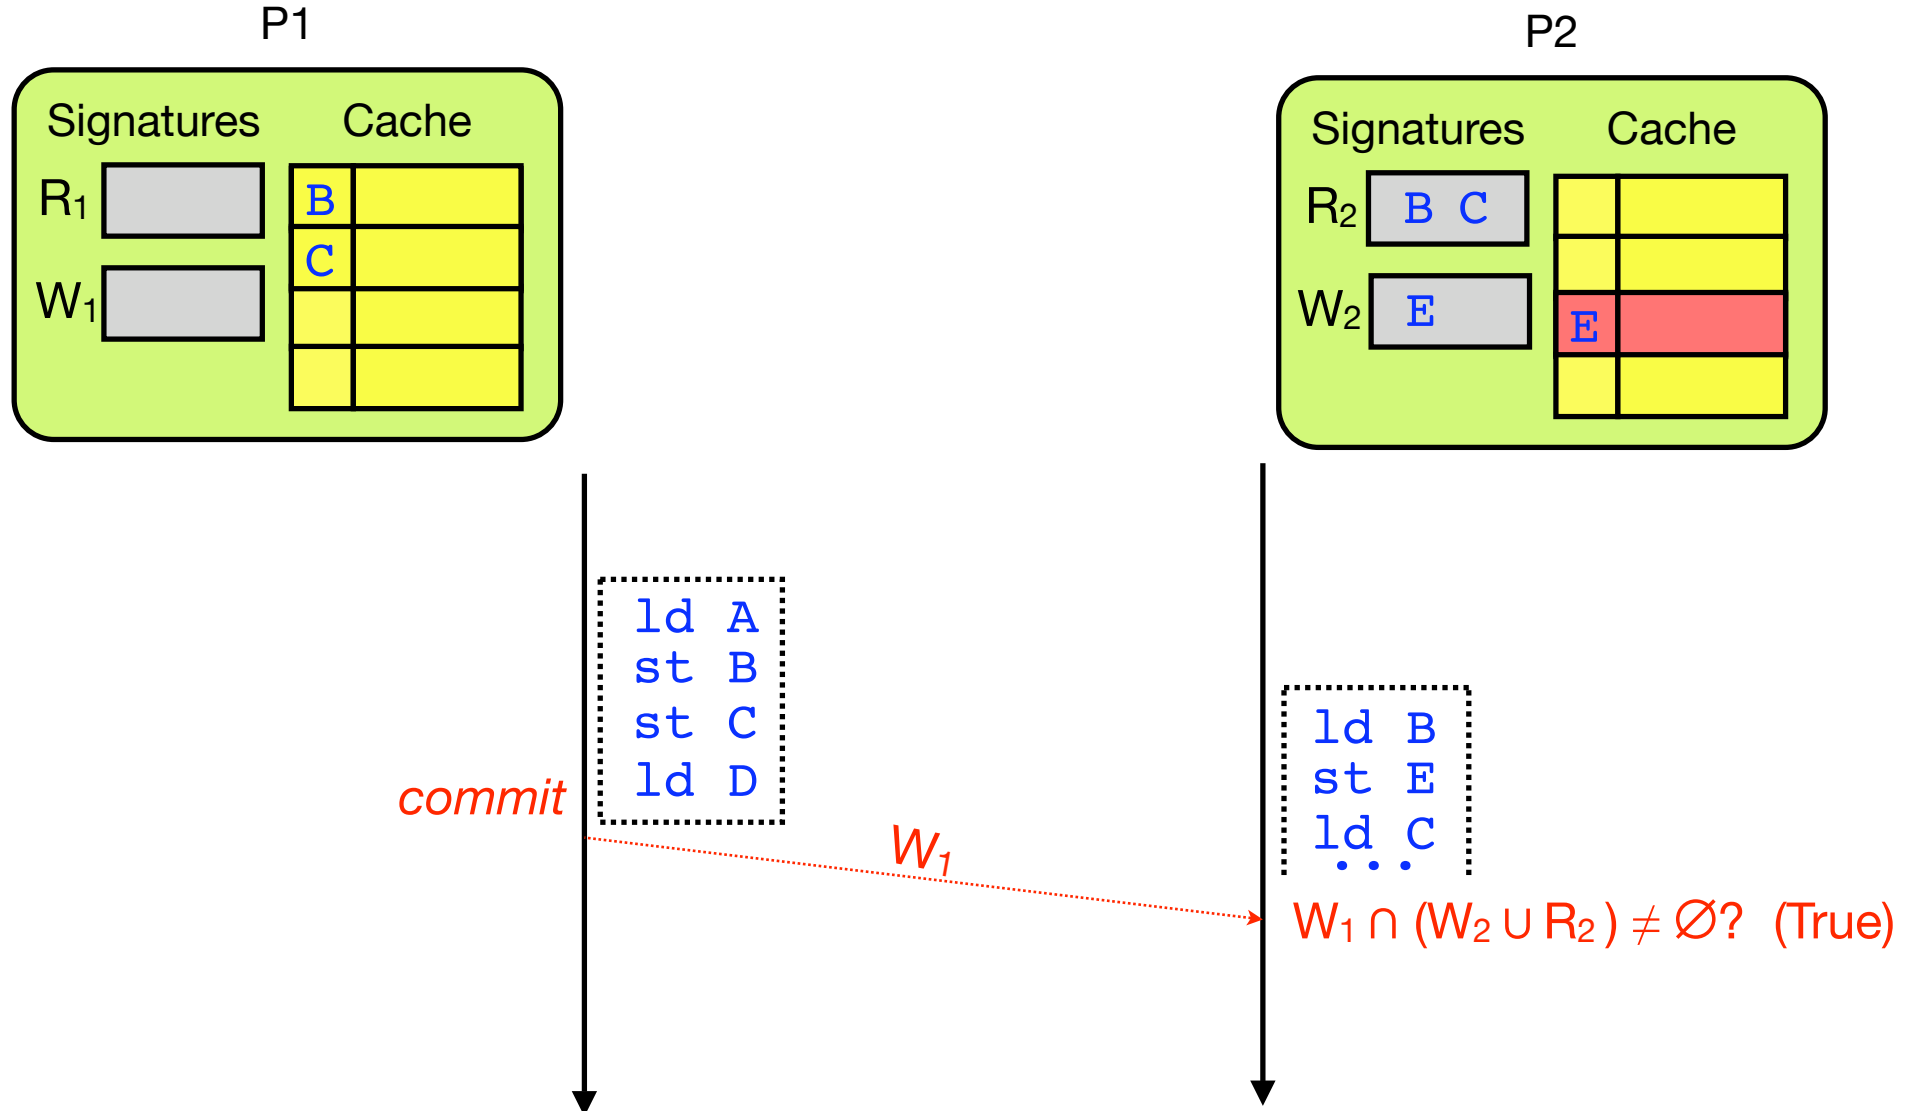 P1
Signatures Cache
R1
B
C
W1
P2
Signatures Cache
R2 B C
W2 E
E
ld A
st B
st C
ld D
commit
W1
ld B
st E
ld C
...
W1 ∩ (W2 ∪ R2) ≠ ∅? (True)